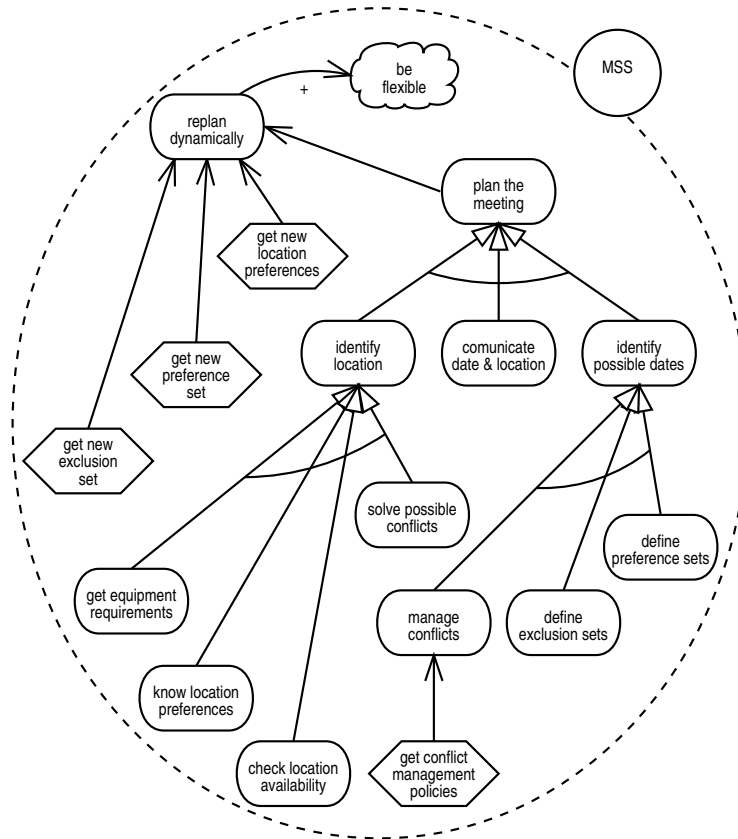 be
flexible
MSS
+
replan
dynamically
plan the
meeting
get new
location
preferences
identify
location
comunicate
date & location
identify
possible dates
get new
preference
set
get new
exclusion
set
solve possible
conflicts
define
preference sets
get equipment
requirements
manage
conflicts
define
exclusion sets
know location
preferences
check location
availability
get conflict
management
policies